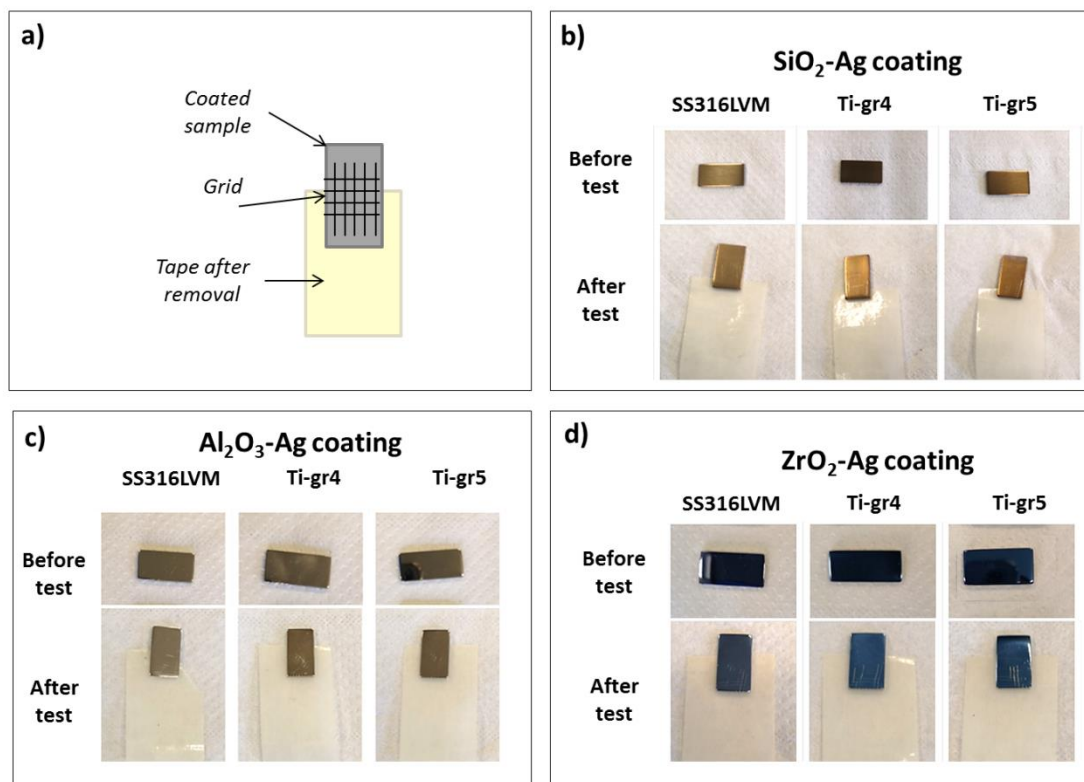 a)
Coated
sample
Grid
Tape after
removal
b)
SiO₂-Ag coating
SS316LVM Ti-gr4 Ti-gr5
Before
test
After
test
c)
Al₂O₃-Ag coating
SS316LVM Ti-gr4 Ti-gr5
Before
test
After
test
d)
ZrO₂-Ag coating
SS316LVM Ti-gr4 Ti-gr5
Before
test
After
test